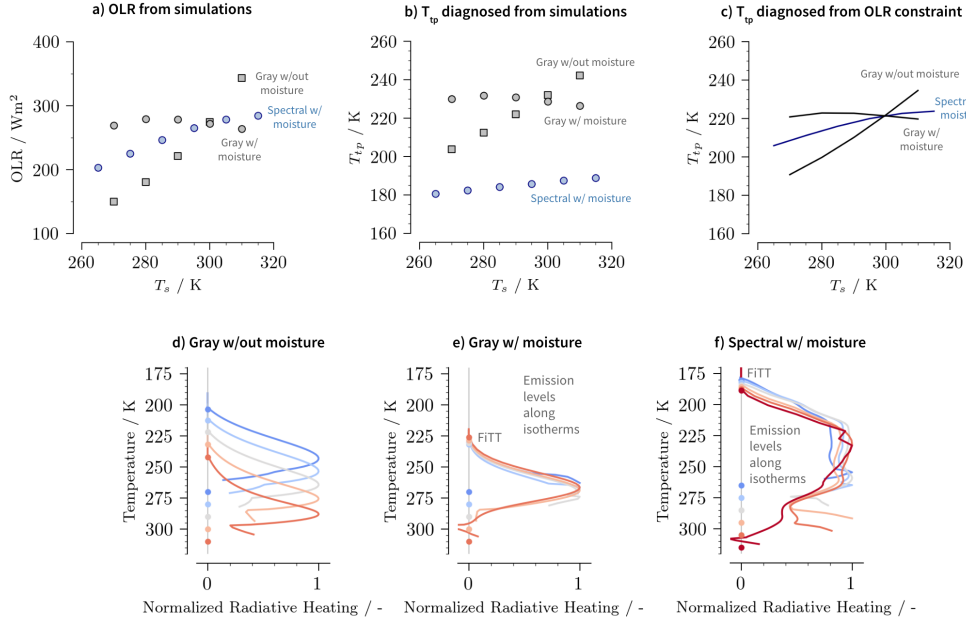 a) OLR from simulations
b) Ttp diagnosed from simulations
c) Ttp diagnosed from OLR constraint
400
300
200
100
OLR / Wm²
260
280
300
320
Ts / K
Gray w/out
moisture
Spectral w/
moisture
Gray w/
moisture
260
240
220
200
180
160
Ttp / K
260
280
300
320
Ts / K
Gray w/out moisture
Gray w/ moisture
Spectral w/ moisture
260
240
220
200
180
160
Ttp / K
260
280
300
320
Ts / K
Gray w/out moisture
Spectr
moist
Gray w/
moisture
d) Gray w/out moisture
e) Gray w/ moisture
f) Spectral w/ moisture
175
200
225
250
275
300
Temperature / K
0
1
Normalized Radiative Heating / -
175
200
225
250
275
300
Temperature / K
Emission
levels
along
isotherms
FiTT
0
1
Normalized Radiative Heating / -
175
200
225
250
275
300
Temperature / K
FiTT
Emission
levels
along
isotherms
0
1
Normalized Radiative Heating / -